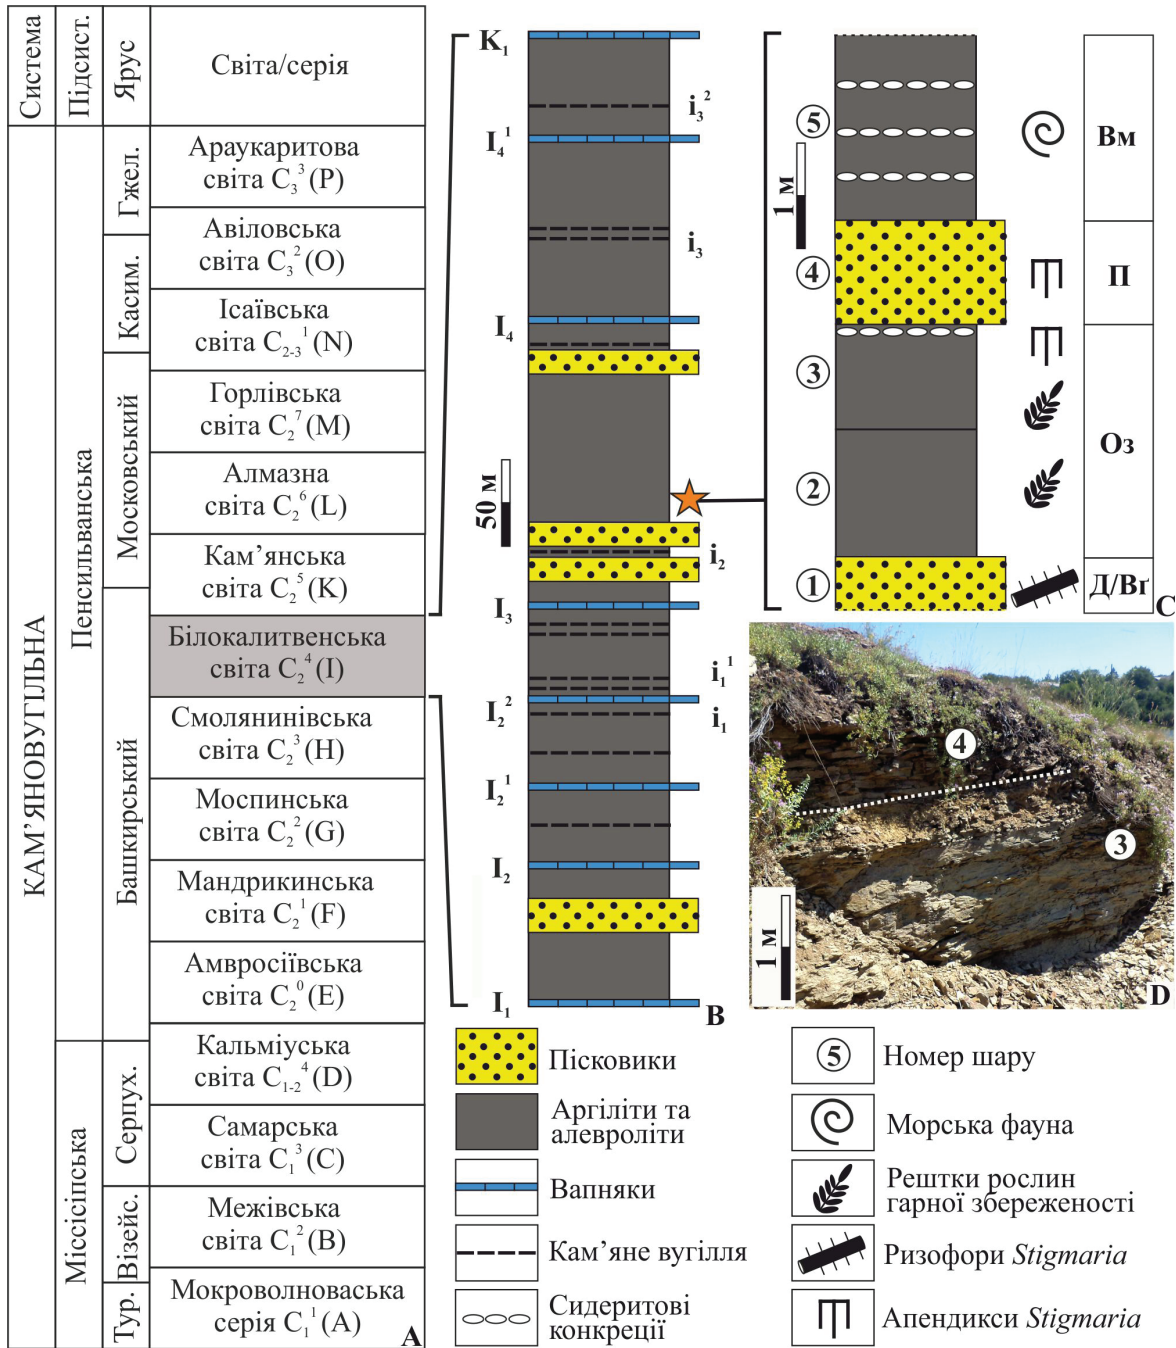 Система
Підсист.
Ярус
Світа/серія
КАМ’ЯНОВУГІЛЬНА
Пенсильванська
Міссісіпська
Гжел.
Касим.
Московський
Башкирський
Серпух.
Візейс.
Тур.
Араукаритова
світа C₃³(P)
Авіловська
світа C₃²(O)
Ісаївська
світа C₂₋₃¹(N)
Горлівська
світа C₂⁷(M)
Алмазна
світа C₂⁶(L)
Кам’янська
світа C₂⁵(K)
Білокалитвенська
світа C₂⁴(I)
Смолянинівська
світа C₂³(H)
Моспинська
світа C₂²(G)
Мандрикинська
світа C₂¹(F)
Амвросіївська
світа C₂⁰(E)
Кальміуська
світа C₁₋₂⁴(D)
Самарська
світа C₁³(C)
Межівська
світа C₁²(B)
Мокроволноваська
серія C₁¹(A)
A
K₁
i₃²
I₄¹
i₃
I₄
50 м
i₂
I₃
i₁¹
I₂²
i₁
I₂¹
I₂
I₁
B
5
1 м
Вм
4
П
3
Оз
2
1
Д/Вґ
C
4
3
1 м
D
Пісковики
Аргіліти та
алевроліти
Вапняки
Кам’яне вугілля
Сидеритові
конкреції
5
Номер шару
Морська фауна
Рештки рослин
гарної збереженості
Ризофори Stigmaria
Апендикси Stigmaria